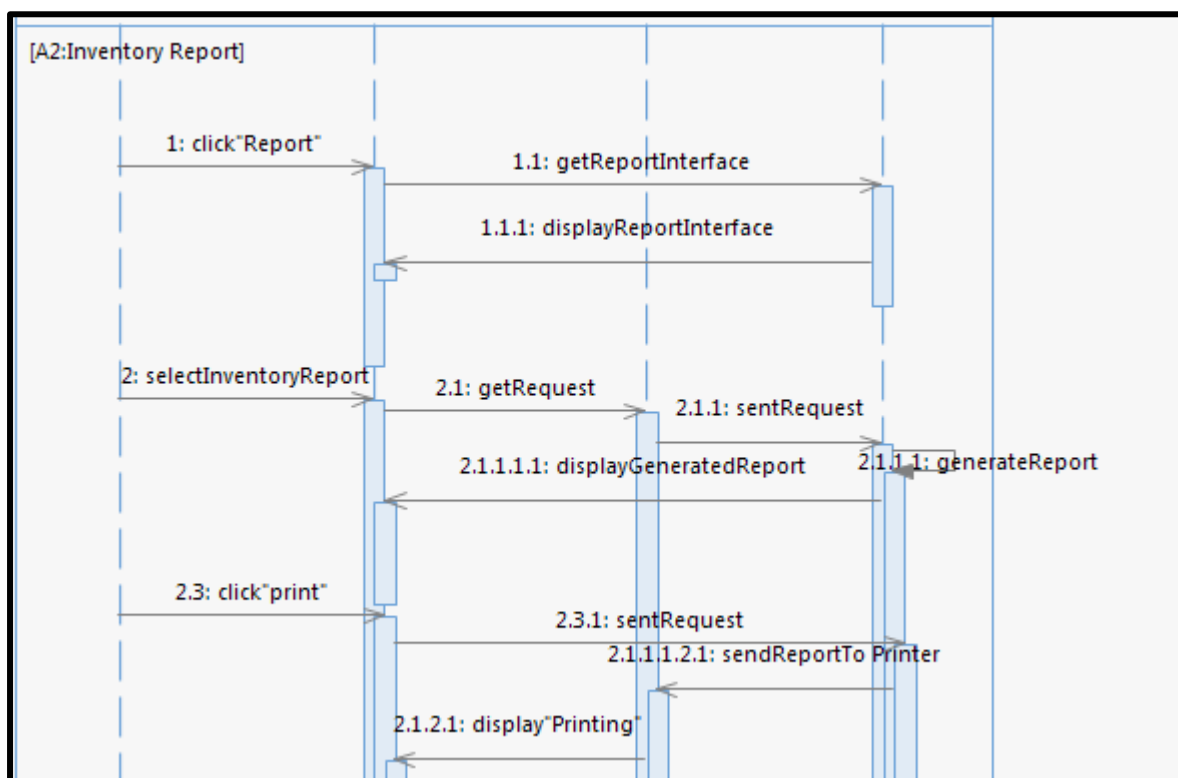 [A2:Inventory Report]
1: click"Report"
1.1: getReportInterface
1.1.1: displayReportInterface
2: selectInventoryReport
2.1: getRequest
2.1.1: sentRequest
2.1.1.1.1: displayGeneratedReport
2.1.1.1: generateReport
2.3: click"print"
2.3.1: sentRequest
2.1.1.1.2.1: sendReportTo Printer
2.1.2.1: display"Printing"